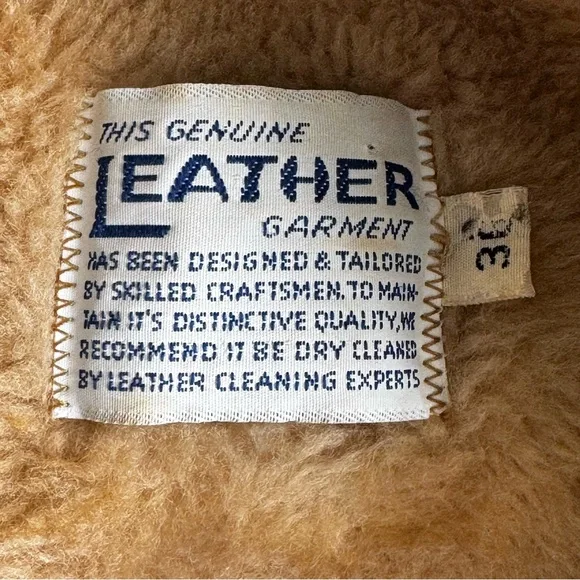 THIS GENUINE
LEATHER
GARMENT
HAS BEEN DESIGNED & TAILORED
BY SKILLED CRAFTSMEN. TO MAIN-
TAIN IT'S DISTINCTIVE QUALITY, WE
RECOMMEND IT BE DRY CLEANED
BY LEATHER CLEANING EXPERTS